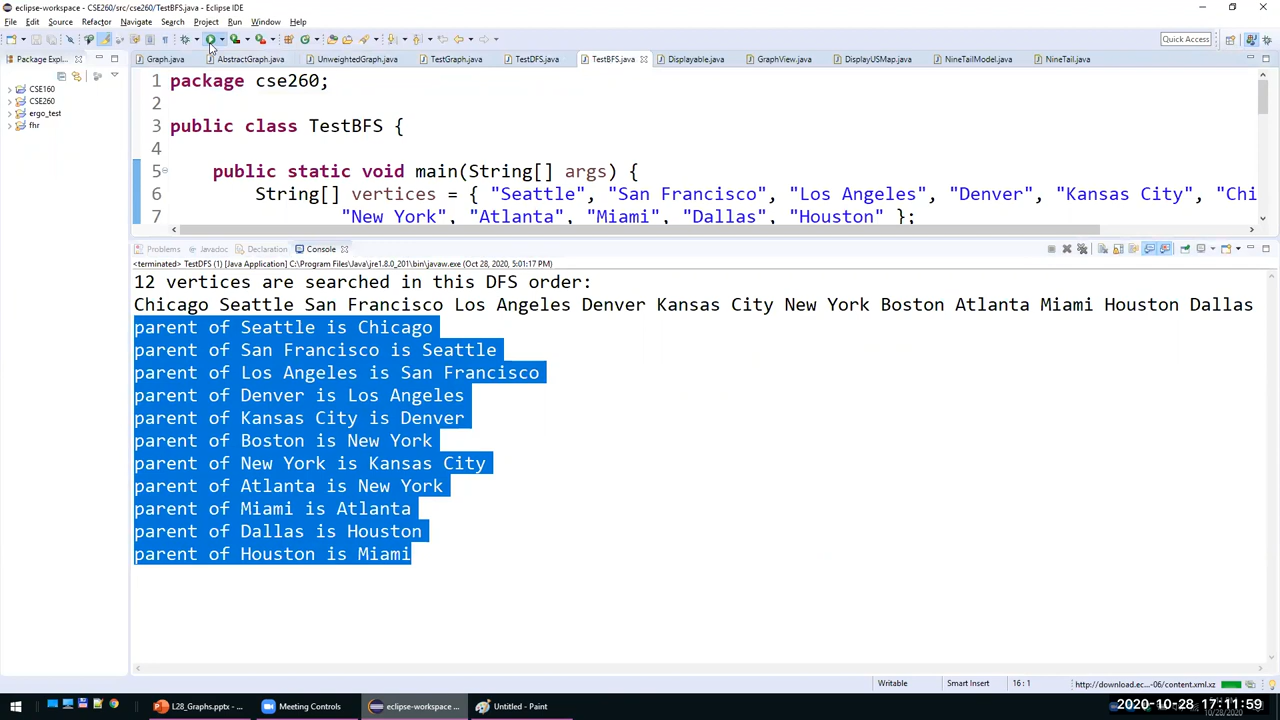 eclipse-workspace - CSE260/src/cse260/TestBFS.java - Eclipse IDE
File Edit Source Refactor Navigate Search Project Run Window Help
Quick Access
Package Expl...
Graph.java AbstractGraph.java UnweightedGraph.java TestGraph.java TestDFS.java TestBFS.java Displayable.java GraphView.java DisplayUSMap.java NineTailModel.java NineTail.java
CSE160
CSE260
ergo_test
fhr
1 package cse260;
2
3 public class TestBFS {
4
5 public static void main(String[] args) {
6 String[] vertices = { "Seattle", "San Francisco", "Los Angeles", "Denver", "Kansas City", "Chi
7 "New York", "Atlanta", "Miami", "Dallas", "Houston" };
Problems Javadoc Declaration Console
<terminated> TestDFS (1) [Java Application] C:\Program Files\Java\jre1.8.0_201\bin\javaw.exe (Oct 28, 2020, 5:01:17 PM)
12 vertices are searched in this DFS order:
Chicago Seattle San Francisco Los Angeles Denver Kansas City New York Boston Atlanta Miami Houston Dallas
parent of Seattle is Chicago
parent of San Francisco is Seattle
parent of Los Angeles is San Francisco
parent of Denver is Los Angeles
parent of Kansas City is Denver
parent of Boston is New York
parent of New York is Kansas City
parent of Atlanta is New York
parent of Miami is Atlanta
parent of Dallas is Houston
parent of Houston is Miami
Writable Smart Insert 16 : 1 http://download.ec...-06/content.xml.xz
L28_Graphs.pptx - ... Meeting Controls eclipse-workspace ... Untitled - Paint
2020-10-28 17:11:59